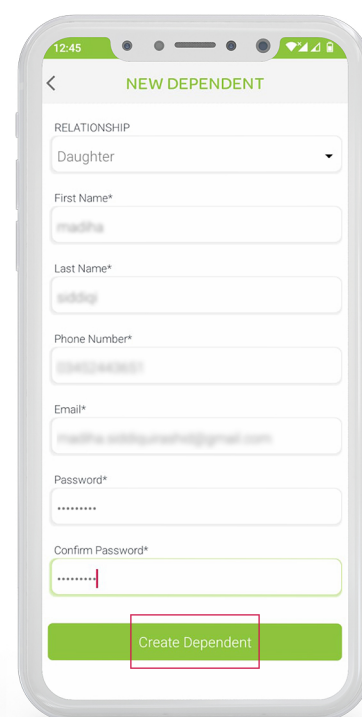 12:45
NEW DEPENDENT
RELATIONSHIP
Daughter
First Name*
Last Name*
Phone Number*
Email*
Password*
•••••••••
Confirm Password*
•••••••••
Create Dependent